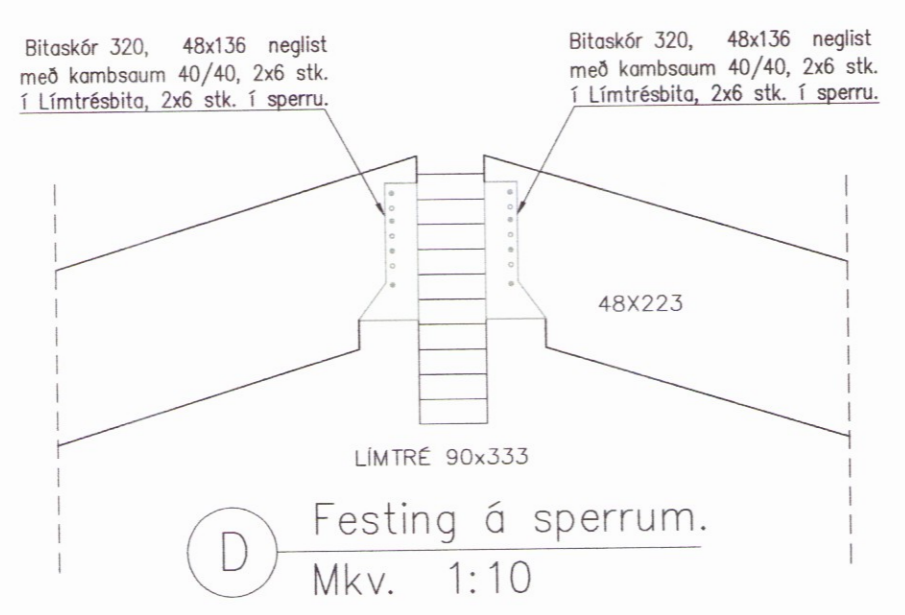 Bitaskór 320, 48x136 neglist
með kambsaum 40/40, 2x6 stk.
í Límtrésbita, 2x6 stk. í sperru.
Bitaskór 320, 48x136 neglist
með kambsaum 40/40, 2x6 stk.
í Límtrésbita, 2x6 stk. í sperru.
48X223
LÍMTRÉ 90x333
D
Festing á sperrum.
Mkv. 1:10